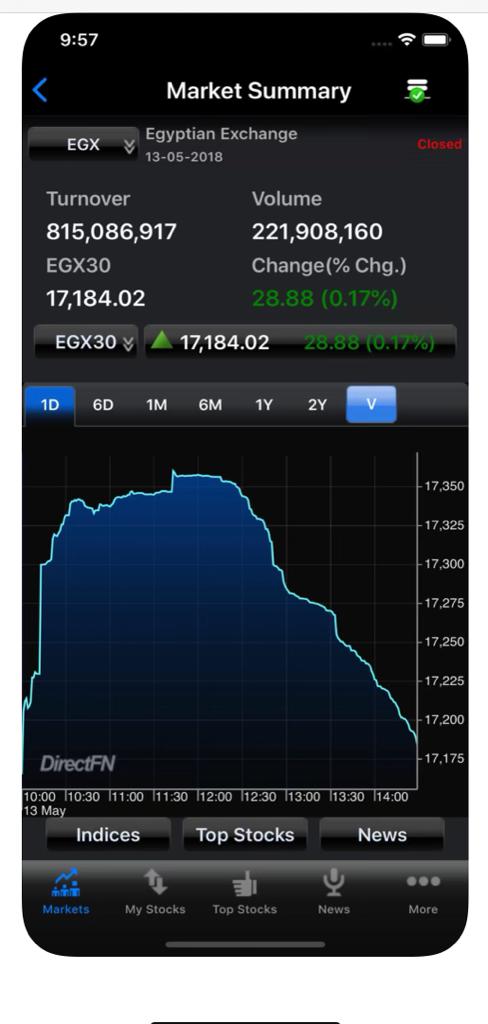 9:57
Market Summary
EGX
Egyptian Exchange
13-05-2018
Closed
Turnover Volume
815,086,917 221,908,160
EGX30 Change(% Chg.)
17,184.02 28.88 (0.17%)
EGX30 17,184.02 28.88 (0.17%)
1D 6D 1M 6M 1Y 2Y V
17,350
17,325
17,300
17,275
17,250
17,225
17,200
17,175
DirectFN
10:00 10:30 11:00 11:30 12:00 12:30 13:00 13:30 14:00
13 May
Indices Top Stocks News
Markets My Stocks Top Stocks News More